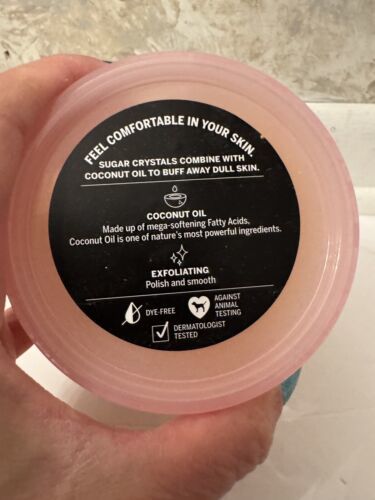 FEEL COMFORTABLE IN YOUR SKIN.
SUGAR CRYSTALS COMBINE WITH
COCONUT OIL TO BUFF AWAY DULL SKIN.
COCONUT OIL
Made up of mega-softening Fatty Acids.
Coconut Oil is one of nature's most powerful ingredients.
EXFOLIATING
Polish and smooth
DYE-FREE
AGAINST
ANIMAL
TESTING
DERMATOLOGIST
TESTED